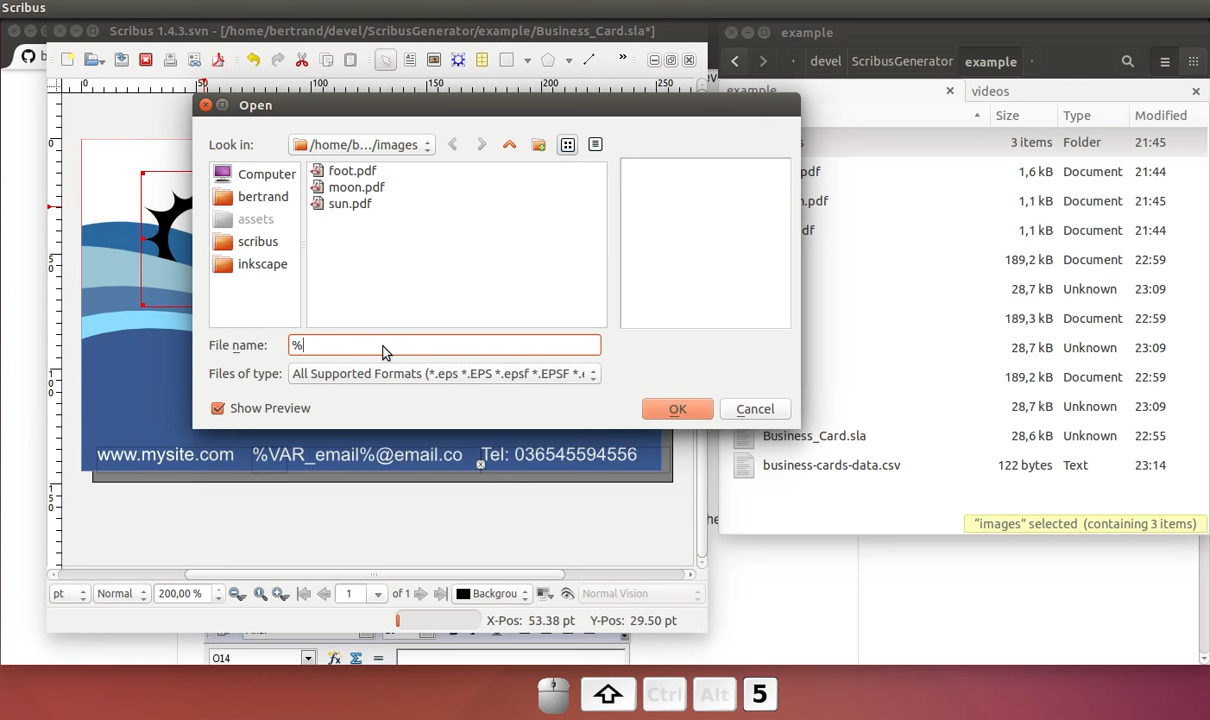 Scribus
Scribus 1.4.3.svn - [/home/bertrand/devel/ScribusGenerator/example/Business_Card.sla*]
example
devel ScribusGenerator example
example
videos
Size Type Modified
3 items Folder 21:45
1,6 kB Document 21:44
1,1 kB Document 21:45
1,1 kB Document 21:44
189,2 kB Document 22:59
28,7 kB Unknown 23:09
189,3 kB Document 22:59
28,7 kB Unknown 23:09
189,2 kB Document 22:59
28,7 kB Unknown 23:09
Business_Card.sla 28,6 kB Unknown 22:55
business-cards-data.csv 122 bytes Text 23:14
"images" selected (containing 3 items)
0 50 100 150 200 250
Open
Look in: /home/b.../images
Computer
bertrand
assets
scribus
inkscape
foot.pdf
moon.pdf
sun.pdf
File name: %
Files of type: All Supported Formats (*.eps *.EPS *.epsf *.EPSF *.e
Show Preview
OK Cancel
www.mysite.com %VAR_email%@email.co Tel: 036545594556
pt Normal 200,00 % 1 of 1 Backgrou Normal Vision
X-Pos: 53.38 pt Y-Pos: 29.50 pt
O14
Ctrl Alt 5